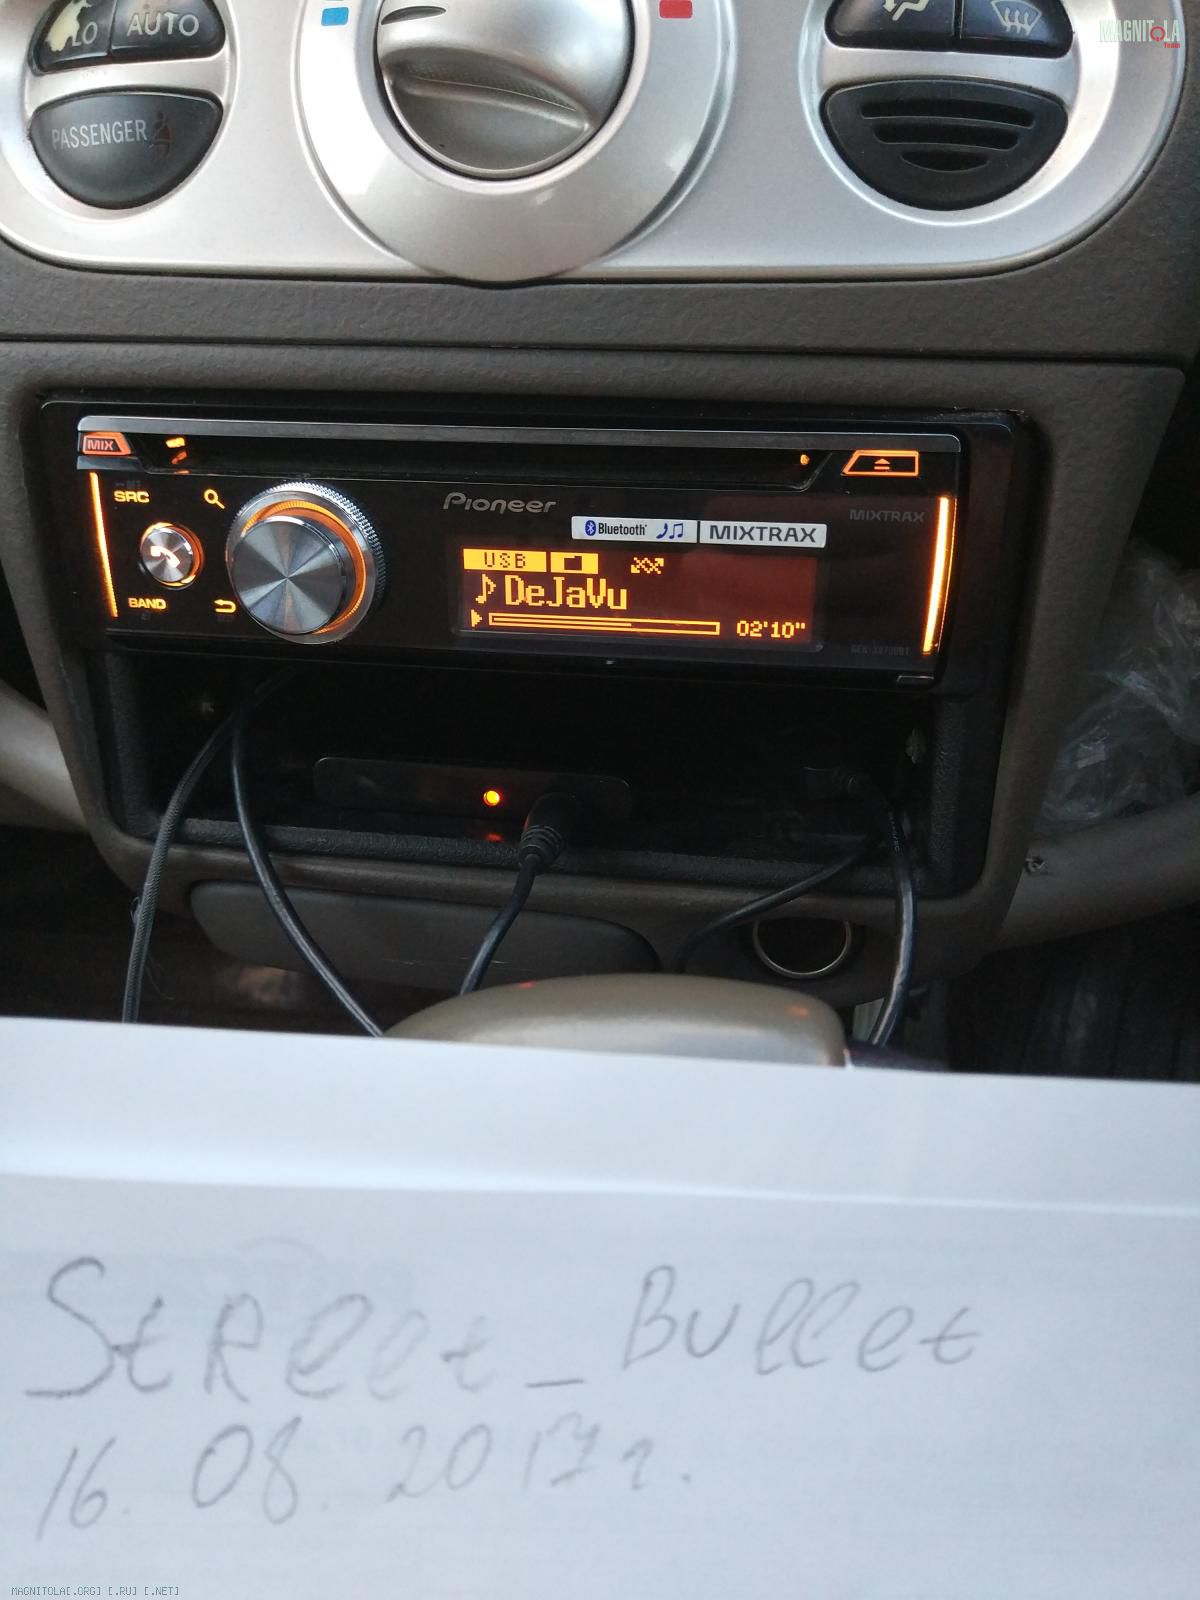 LO AUTO
MAGNITOLA
Team
PASSENGER
MIX
SRC
Pioneer
MIXTRAX
Bluetooth MIXTRAX
USB
DeJaVu
BAND
02'10"
Street_Bullet
16.08.2017г.
MAGNITOLA[.ORG] [.RU] [.NET]